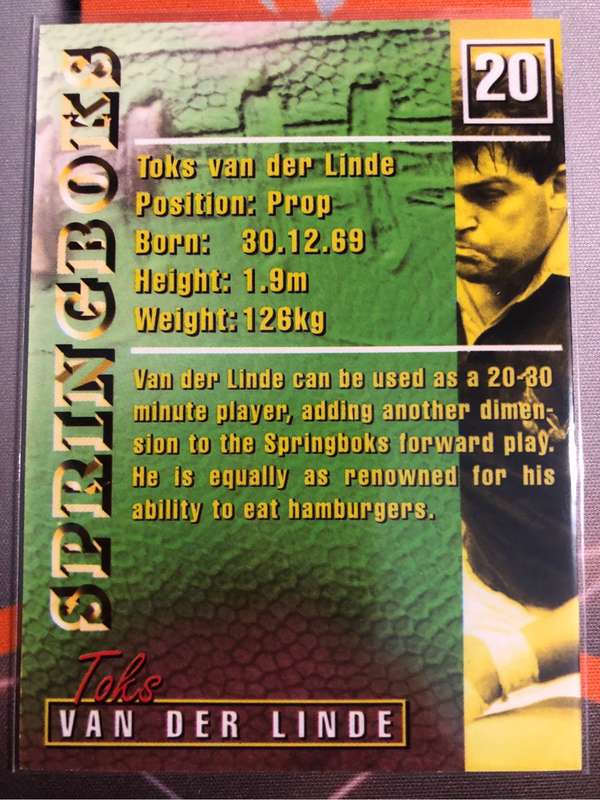 SPRINGBOKS
20
Toks van der Linde
Position: Prop
Born: 30.12.69
Height: 1.9m
Weight: 126kg
Van der Linde can be used as a 20-30
minute player, adding another dimen-
sion to the Springboks forward play.
He is equally as renowned for his
ability to eat hamburgers.
Toks
VAN DER LINDE